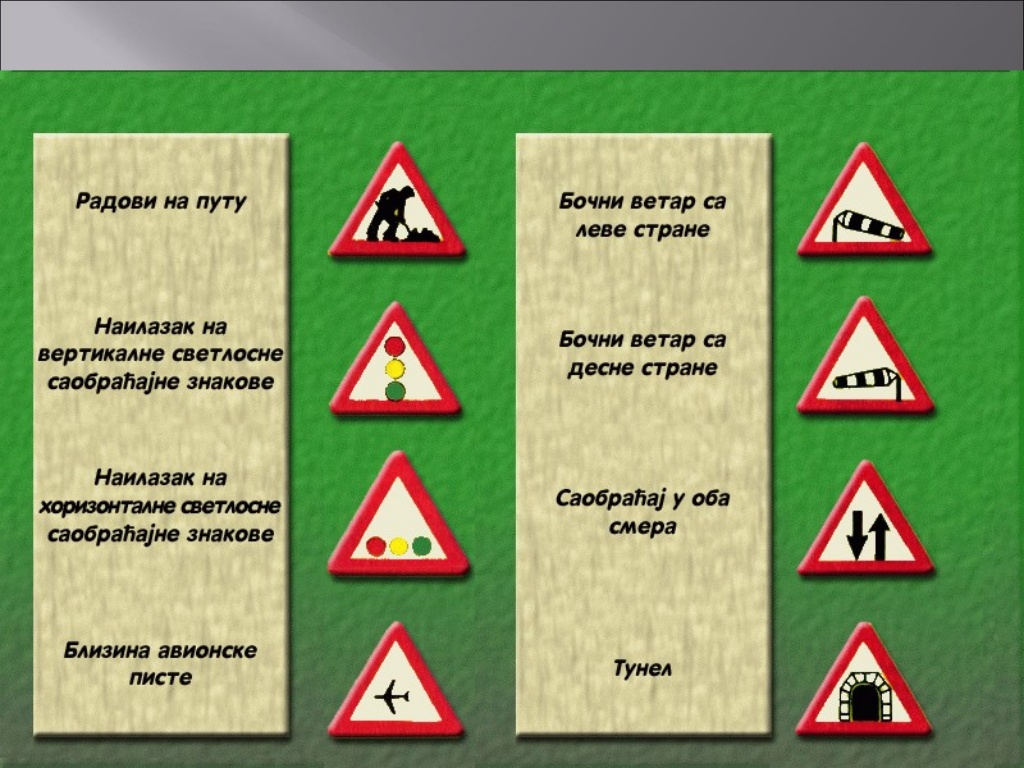 Радови на путу
Наилазак на
вертикалне светлосне
саобраћајне знакове
Наилазак на
хоризонталне светлосне
саобраћајне знакове
Близина авионске
писте
Бочни ветар са
леве стране
Бочни ветар са
десне стране
Саобраћај у оба
смера
Тунел